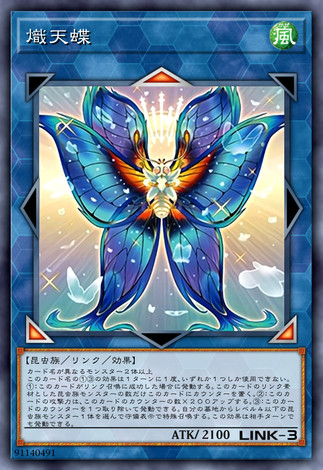 熾天蝶
風
【昆虫族/リンク/効果】
カード名が異なるモンスター2体以上
このカード名の①③の効果は1ターンに1度、いずれか1つしか使用できない。
①:このカードがリンク召喚に成功した場合に発動する。このカードのリンク素
材とした昆虫族モンスターの数だけこのカードにカウンターを置く。②:このカー
ドの攻撃力は、このカードのカウンターの数×200アップする。③:このカー
ドのカウンターを1つ取り除いて発動できる。自分の墓地からレベル4以下の昆
虫族モンスター1体を選んで守備表示で特殊召喚する。この効果は相手ターンで
も発動できる。
ATK/2100 LINK-3
91140491